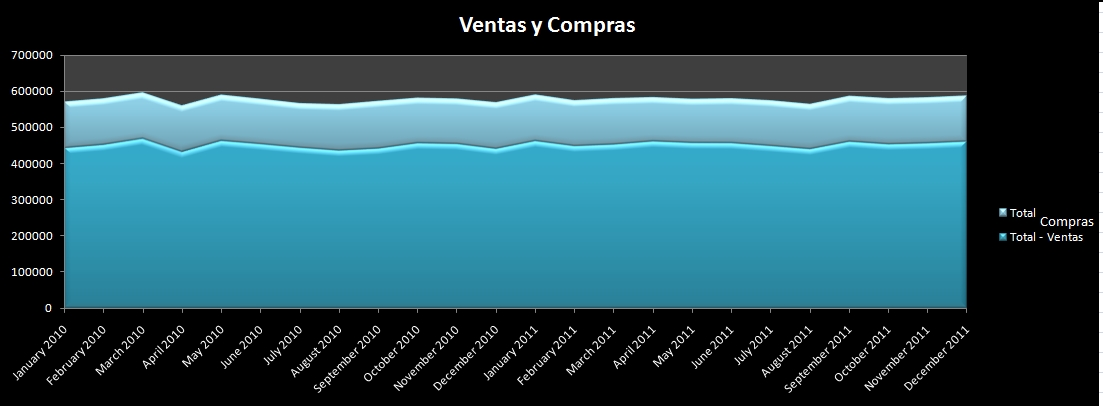 Ventas y Compras
700000
600000
500000
400000
300000
200000
100000
0
January 2010
February 2010
March 2010
April 2010
May 2010
June 2010
July 2010
August 2010
September 2010
October 2010
November 2010
December 2010
January 2011
February 2011
March 2011
April 2011
May 2011
June 2011
July 2011
August 2011
September 2011
October 2011
November 2011
December 2011
Total
Compras
Total - Ventas